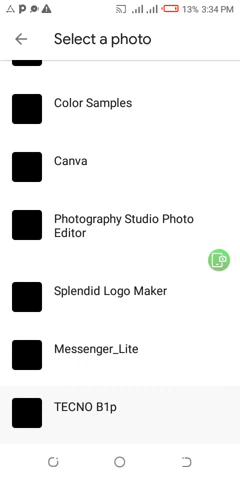 13% 3:34 PM
Select a photo
Color Samples
Canva
Photography Studio Photo
Editor
Splendid Logo Maker
Messenger_Lite
TECNO B1p